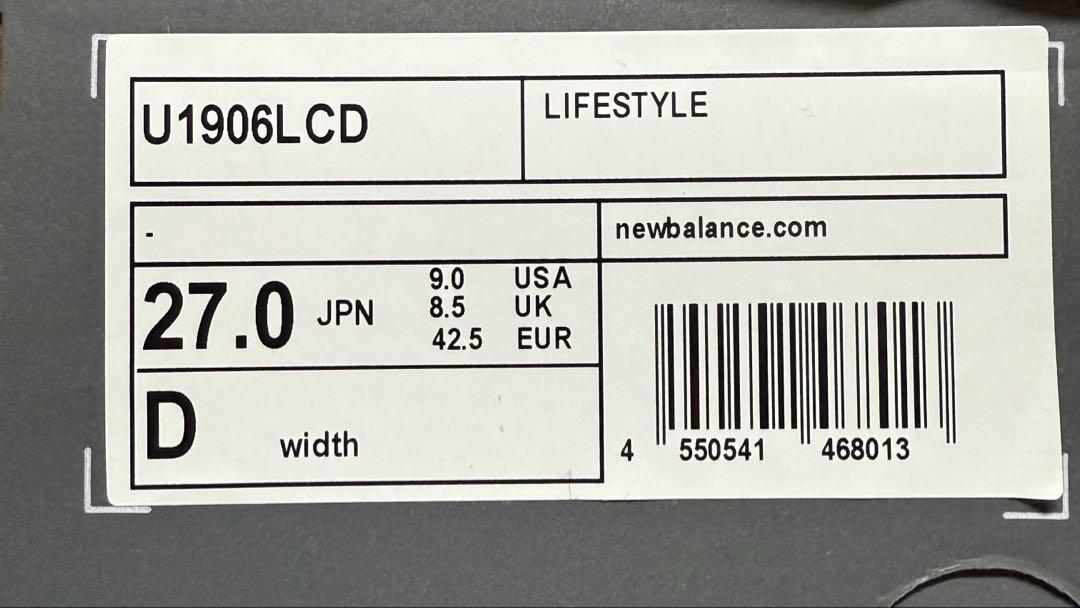 U1906LCD
LIFESTYLE
-
newbalance.com
27.0 JPN
9.0 USA
8.5 UK
42.5 EUR
D width
4 550541 468013